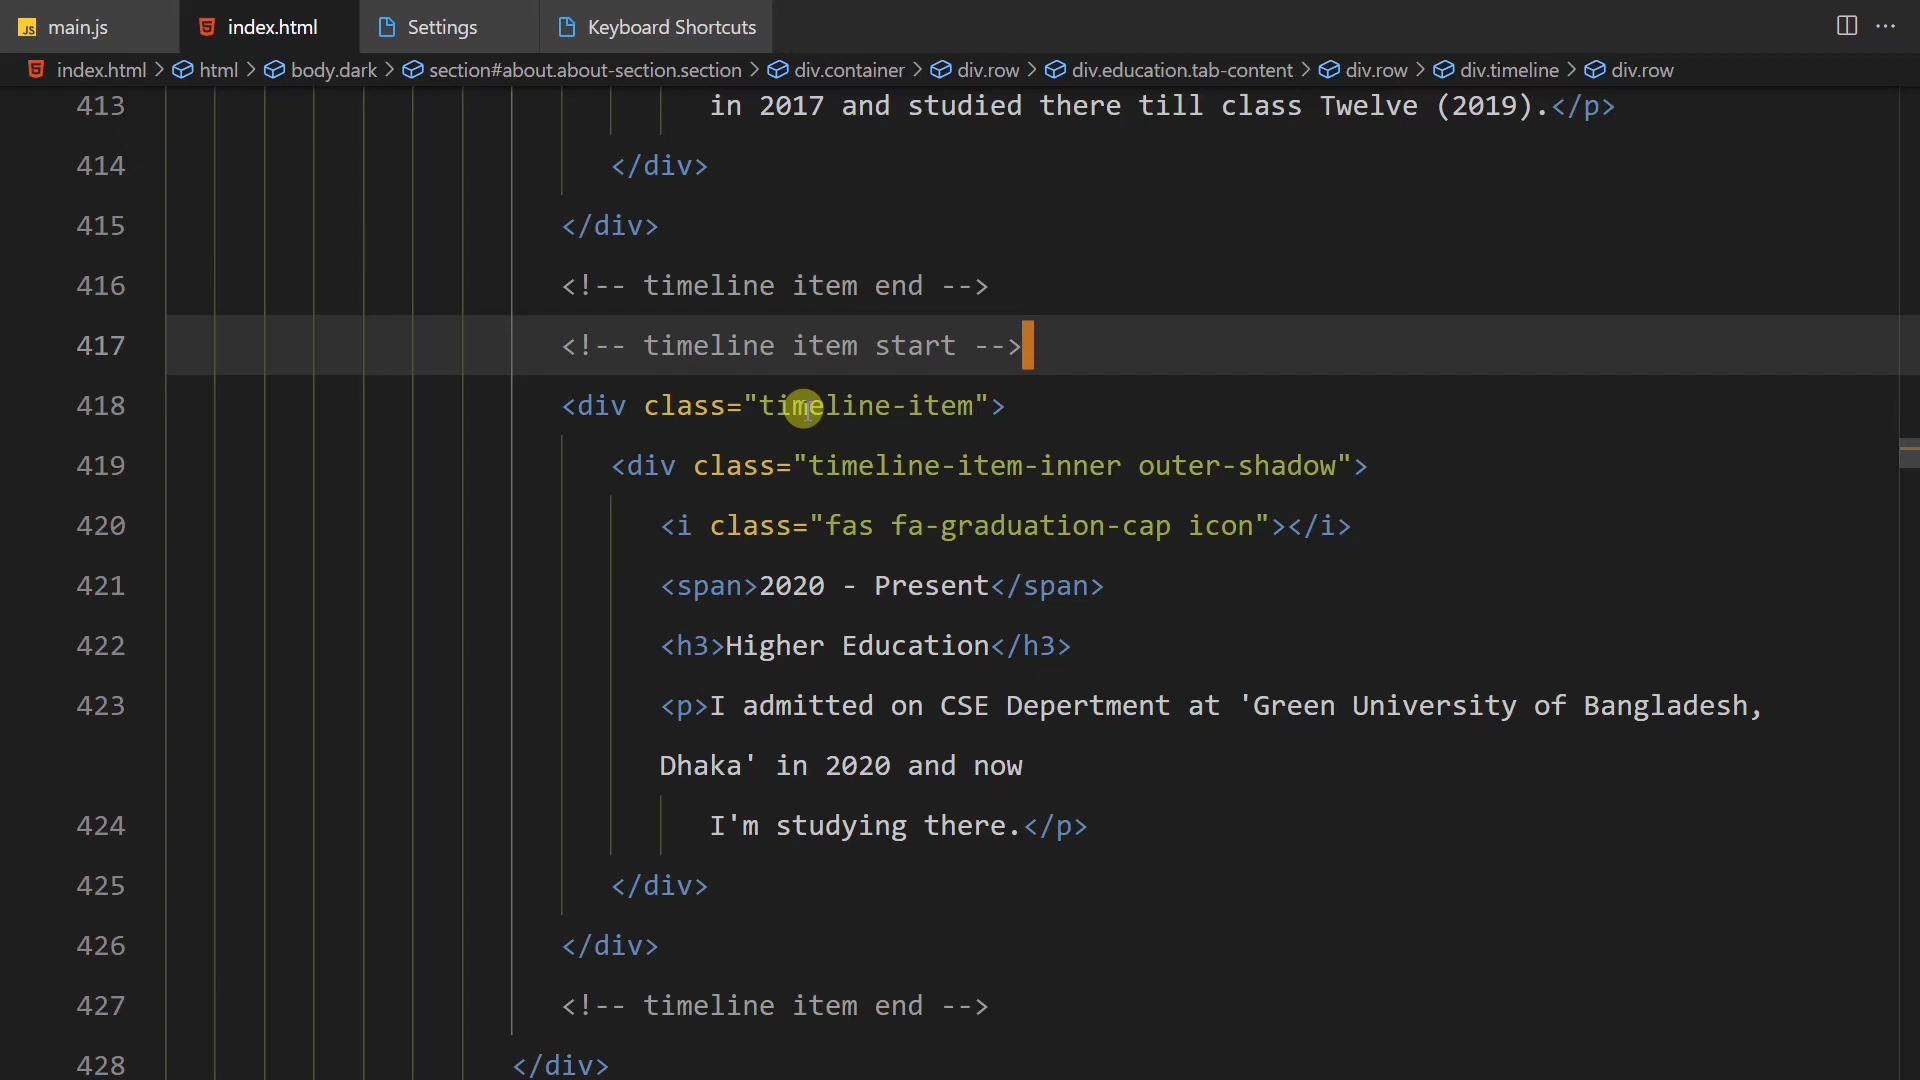 JS main.js index.html Settings Keyboard Shortcuts
index.html > html > body.dark > section#about.about-section.section > div.container > div.row > div.education.tab-content > div.row > div.timeline > div.row
413 in 2017 and studied there till class Twelve (2019).</p>
414 </div>
415 </div>
416 <!-- timeline item end -->
417 <!-- timeline item start -->
418 <div class="timeline-item">
419 <div class="timeline-item-inner outer-shadow">
420 <i class="fas fa-graduation-cap icon"></i>
421 <span>2020 - Present</span>
422 <h3>Higher Education</h3>
423 <p>I admitted on CSE Depertment at 'Green University of Bangladesh,
Dhaka' in 2020 and now
424 I'm studying there.</p>
425 </div>
426 </div>
427 <!-- timeline item end -->
428 </div>